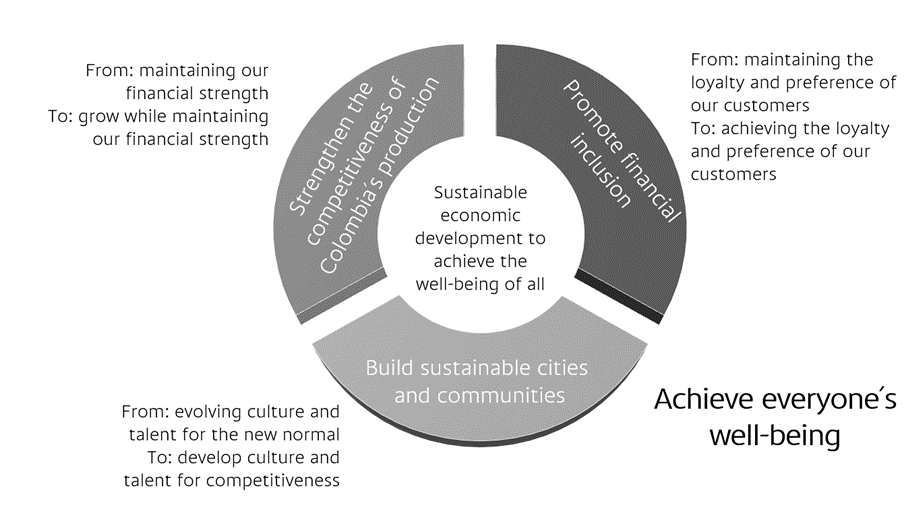 From: maintaining our
financial strength
To: grow while maintaining
our financial strength
Strengthen the
competitiveness of
Colombia´s production
Promote financial
inclusion
From: maintaining the
loyalty and preference of
our customers
To: achieving the loyalty
and preference of our
customers
Sustainable
economic
development to
achieve the
well-being of all
Build sustainable cities
and communities
From: evolving culture and
talent for the new normal
To: develop culture and
talent for competitiveness
Achieve everyone´s
well-being